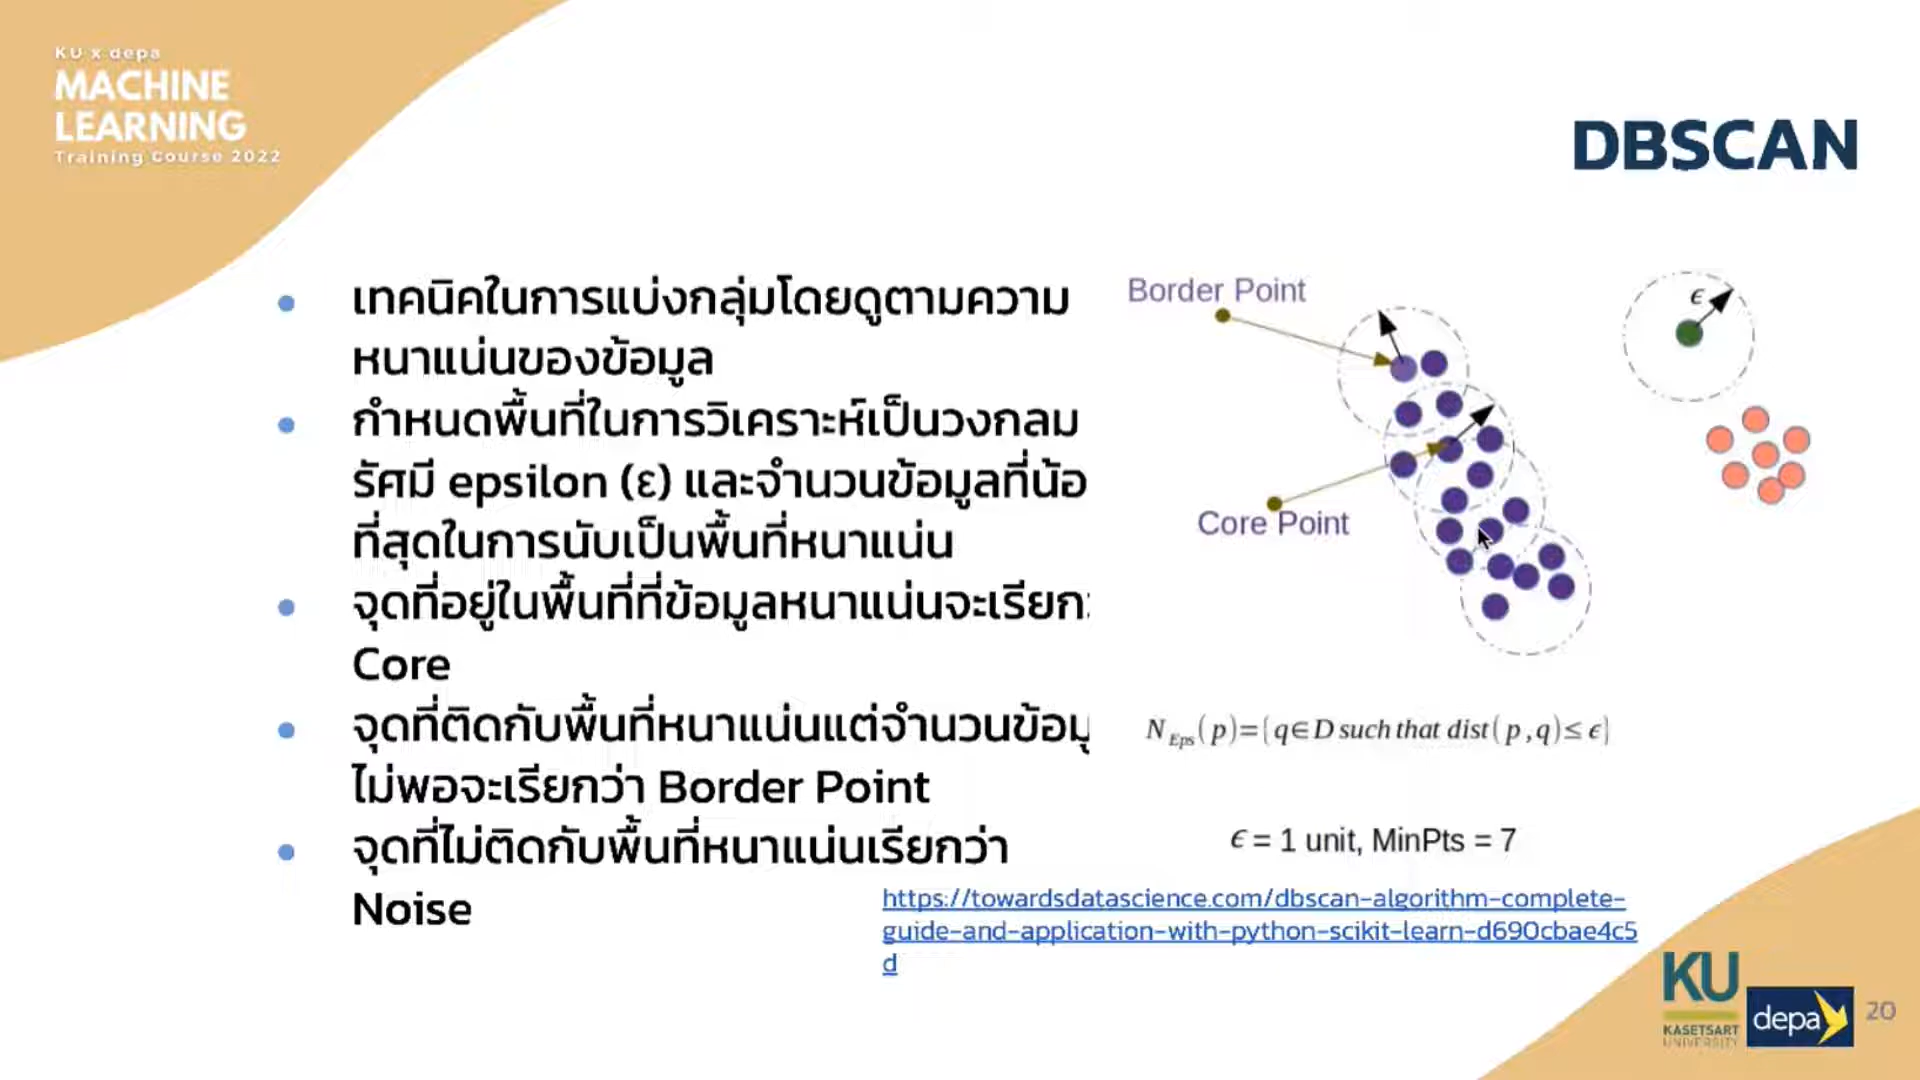 KU x depa
MACHINE
LEARNING
Training Course 2022
DBSCAN
เทคนิคในการแบ่งกลุ่มโดยดูตามความ
หนาแน่นของข้อมูล
กำหนดพื้นที่ในการวิเคราะห์เป็นวงกลม
รัศมี epsilon (ε) และจำนวนข้อมูลที่น้อ
ที่สุดในการนับเป็นพื้นที่หนาแน่น
จุดที่อยู่ในพื้นที่ที่ข้อมูลหนาแน่นจะเรียก
Core
จุดที่ติดกับพื้นที่หนาแน่นแต่จำนวนข้อมุ
ไม่พอจะเรียกว่า Border Point
จุดที่ไม่ติดกับพื้นที่หนาแน่นเรียกว่า
Noise
Border Point
ϵ
Core Point
N Eps (p)={q∈D such that dist(p,q)≤ϵ}
ϵ = 1 unit, MinPts = 7
https://towardsdatascience.com/dbscan-algorithm-complete-
guide-and-application-with-python-scikit-learn-d690cbae4c5
d
KU
KASETSART
UNIVERSITY
depa
20